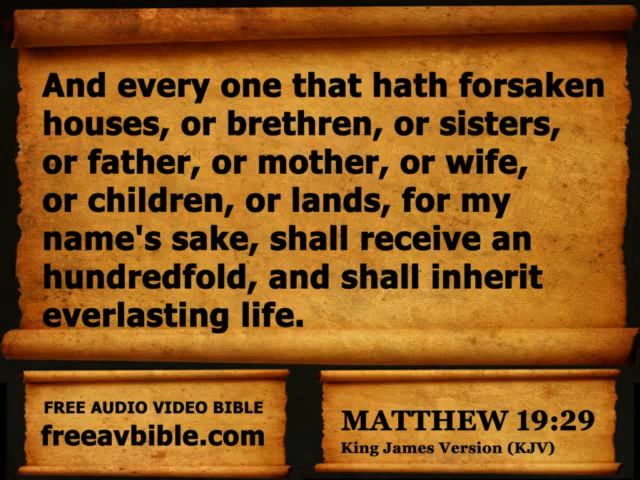 And every one that hath forsaken
houses, or brethren, or sisters,
or father, or mother, or wife,
or children, or lands, for my
name's sake, shall receive an
hundredfold, and shall inherit
everlasting life.
FREE AUDIO VIDEO BIBLE
freeavbible.com
MATTHEW 19:29
King James Version (KJV)